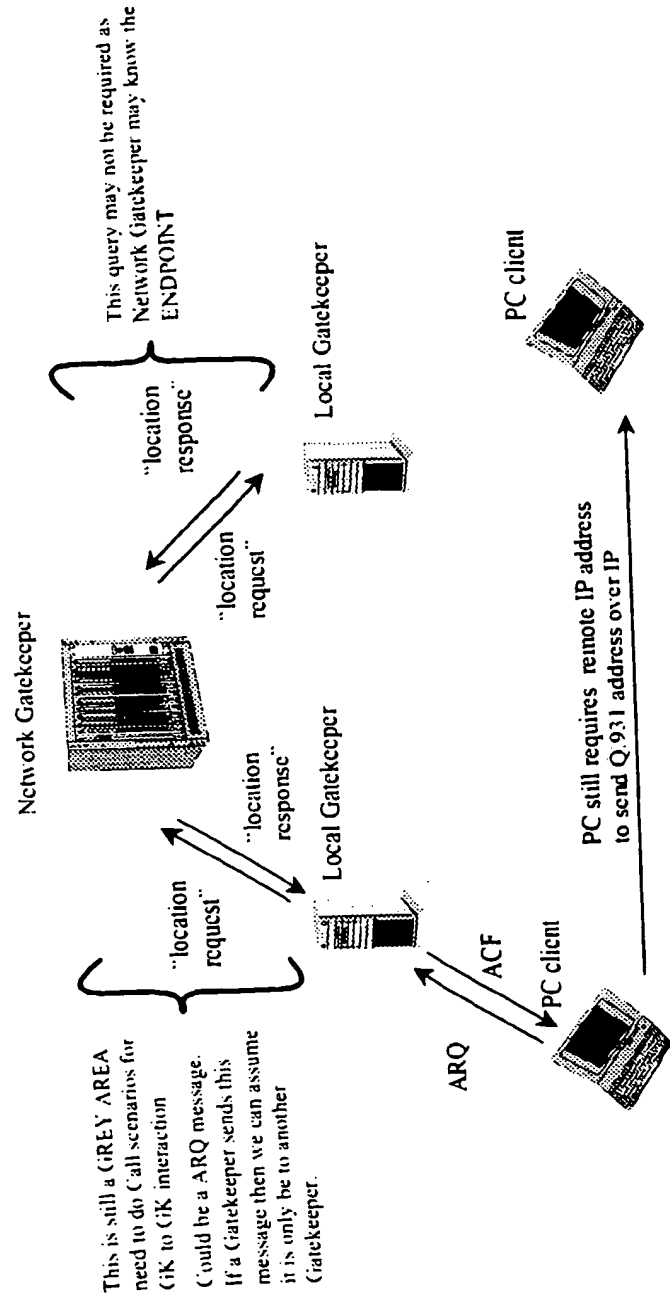 Network Gatekeeper
This is still a GREY AREA
need to do Call scenarios for
GK to GK interaction
Could be a ARQ message.
If a Gatekeeper sends this
message then we can assume
it is only be to another
Gatekeeper.
"location
request"
"location
response"
"location
request"
"location
response"
This query may not be required as
Network Gatekeeper may know the
ENDPOINT
Local Gatekeeper
Local Gatekeeper
ARQ
ACF
PC client
PC client
PC still requires remote IP address
to send Q.931 address over IP